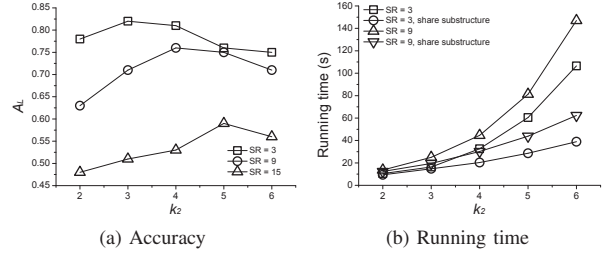 0.85
0.80
0.75
0.70
0.65
0.60
0.55
0.50
0.45
A_L
SR = 3
SR = 9
SR = 15
2 3 4 5 6
k₂
(a) Accuracy
160
140
120
100
80
60
40
20
0
Running time (s)
SR = 3
SR = 3, share substructure
SR = 9
SR = 9, share substructure
2 3 4 5 6
k₂
(b) Running time